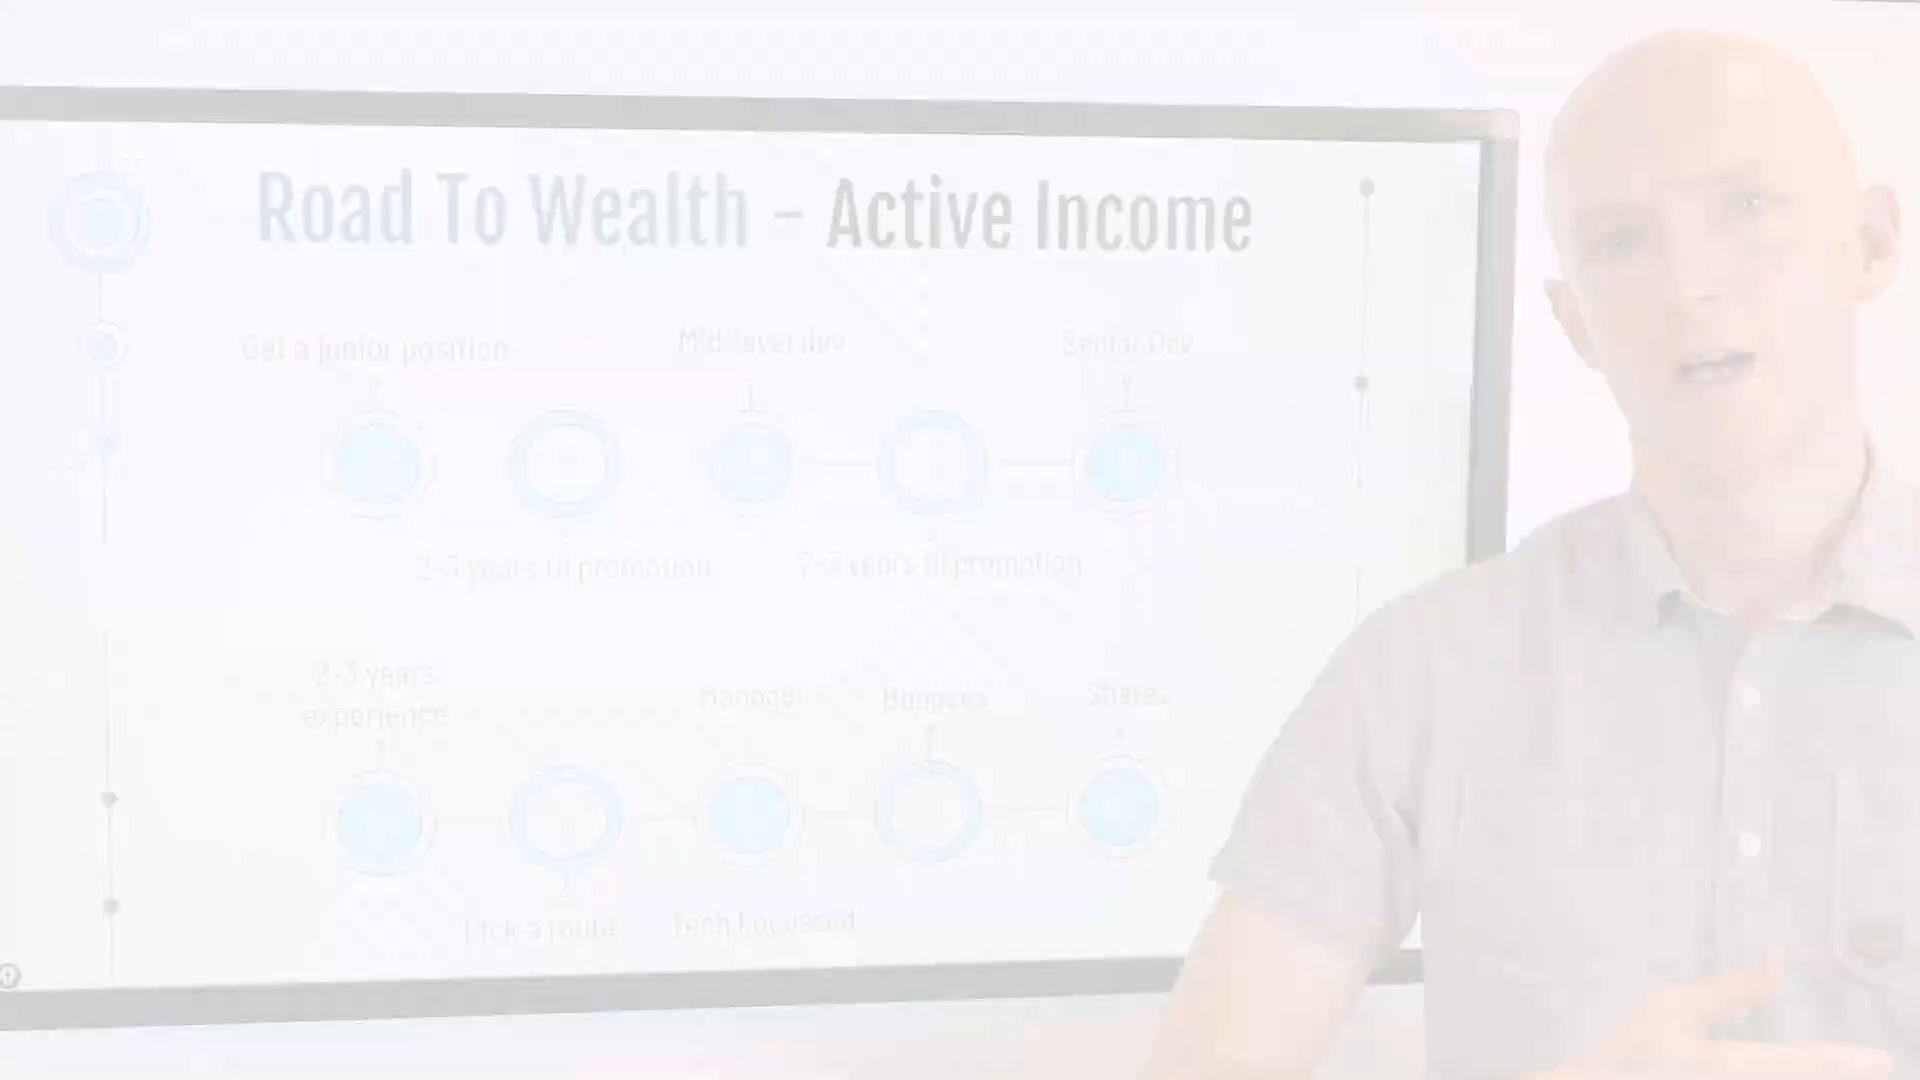 Road To Wealth – Active Income
Get a junior position
Mid-level dev
Senior Dev
2-3 years til promotion
2-3 years til promotion
2-3 years
experience
Manager
Bonuses
Shares
Pick a route
Tech Focussed